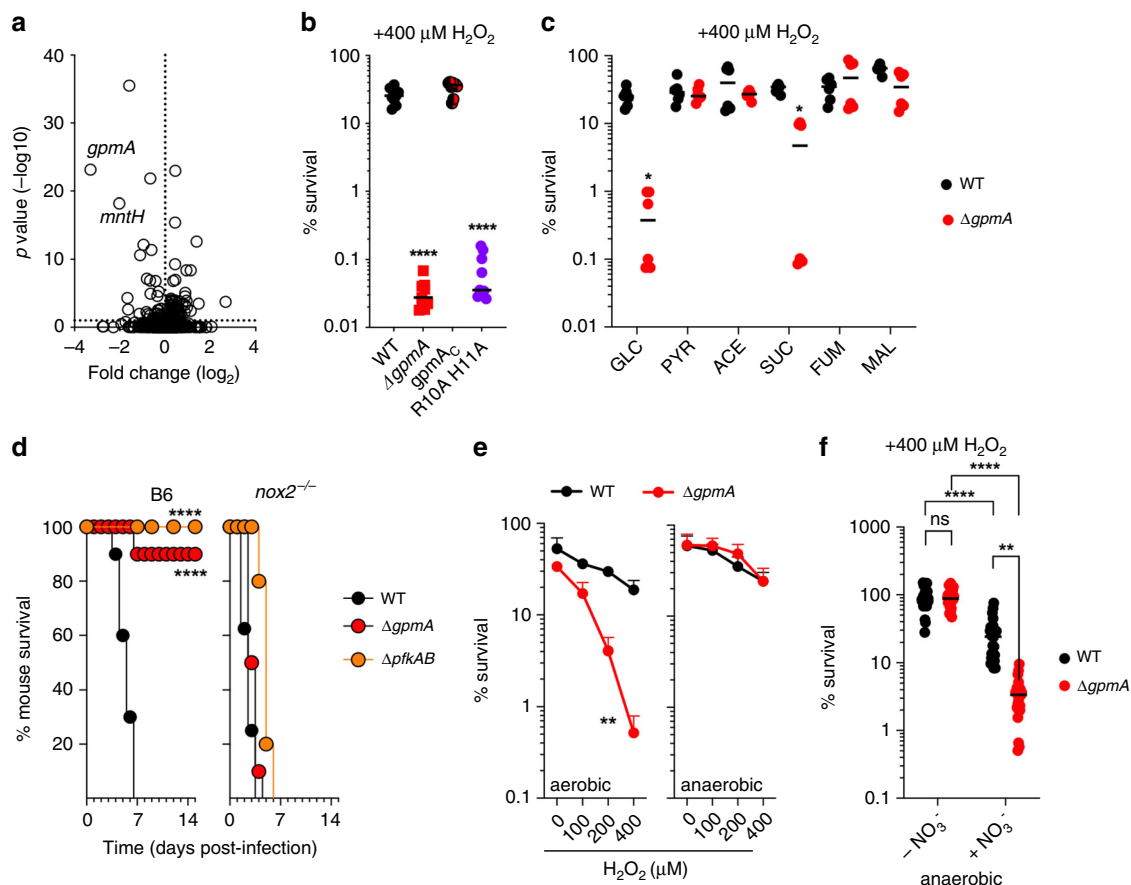 a
40
30
20
10
0
p value (−log10)
gpmA
mntH
−4 −2 0 2 4
Fold change (log2)
b
+400 μM H2O2
100
10
1
0.1
0.01
% survival
****
****
WT
ΔgpmA
gpmAC
R10A H11A
c
+400 μM H2O2
100
10
1
0.1
0.01
% survival
*
*
GLC
PYR
ACE
SUC
FUM
MAL
WT
ΔgpmA
d
B6
nox2−/−
****
****
100
80
60
40
20
% mouse survival
0 7 14
0 7 14
Time (days post-infection)
WT
ΔgpmA
ΔpfkAB
e
WT
ΔgpmA
100
10
1
0.1
% survival
**
aerobic
0
100
200
400
% survival
anaerobic
0
100
200
400
H2O2 (μM)
f
+400 μM H2O2
****
****
ns
**
1000
100
10
1
0.1
% survival
− NO3−
+ NO3−
anaerobic
WT
ΔgpmA